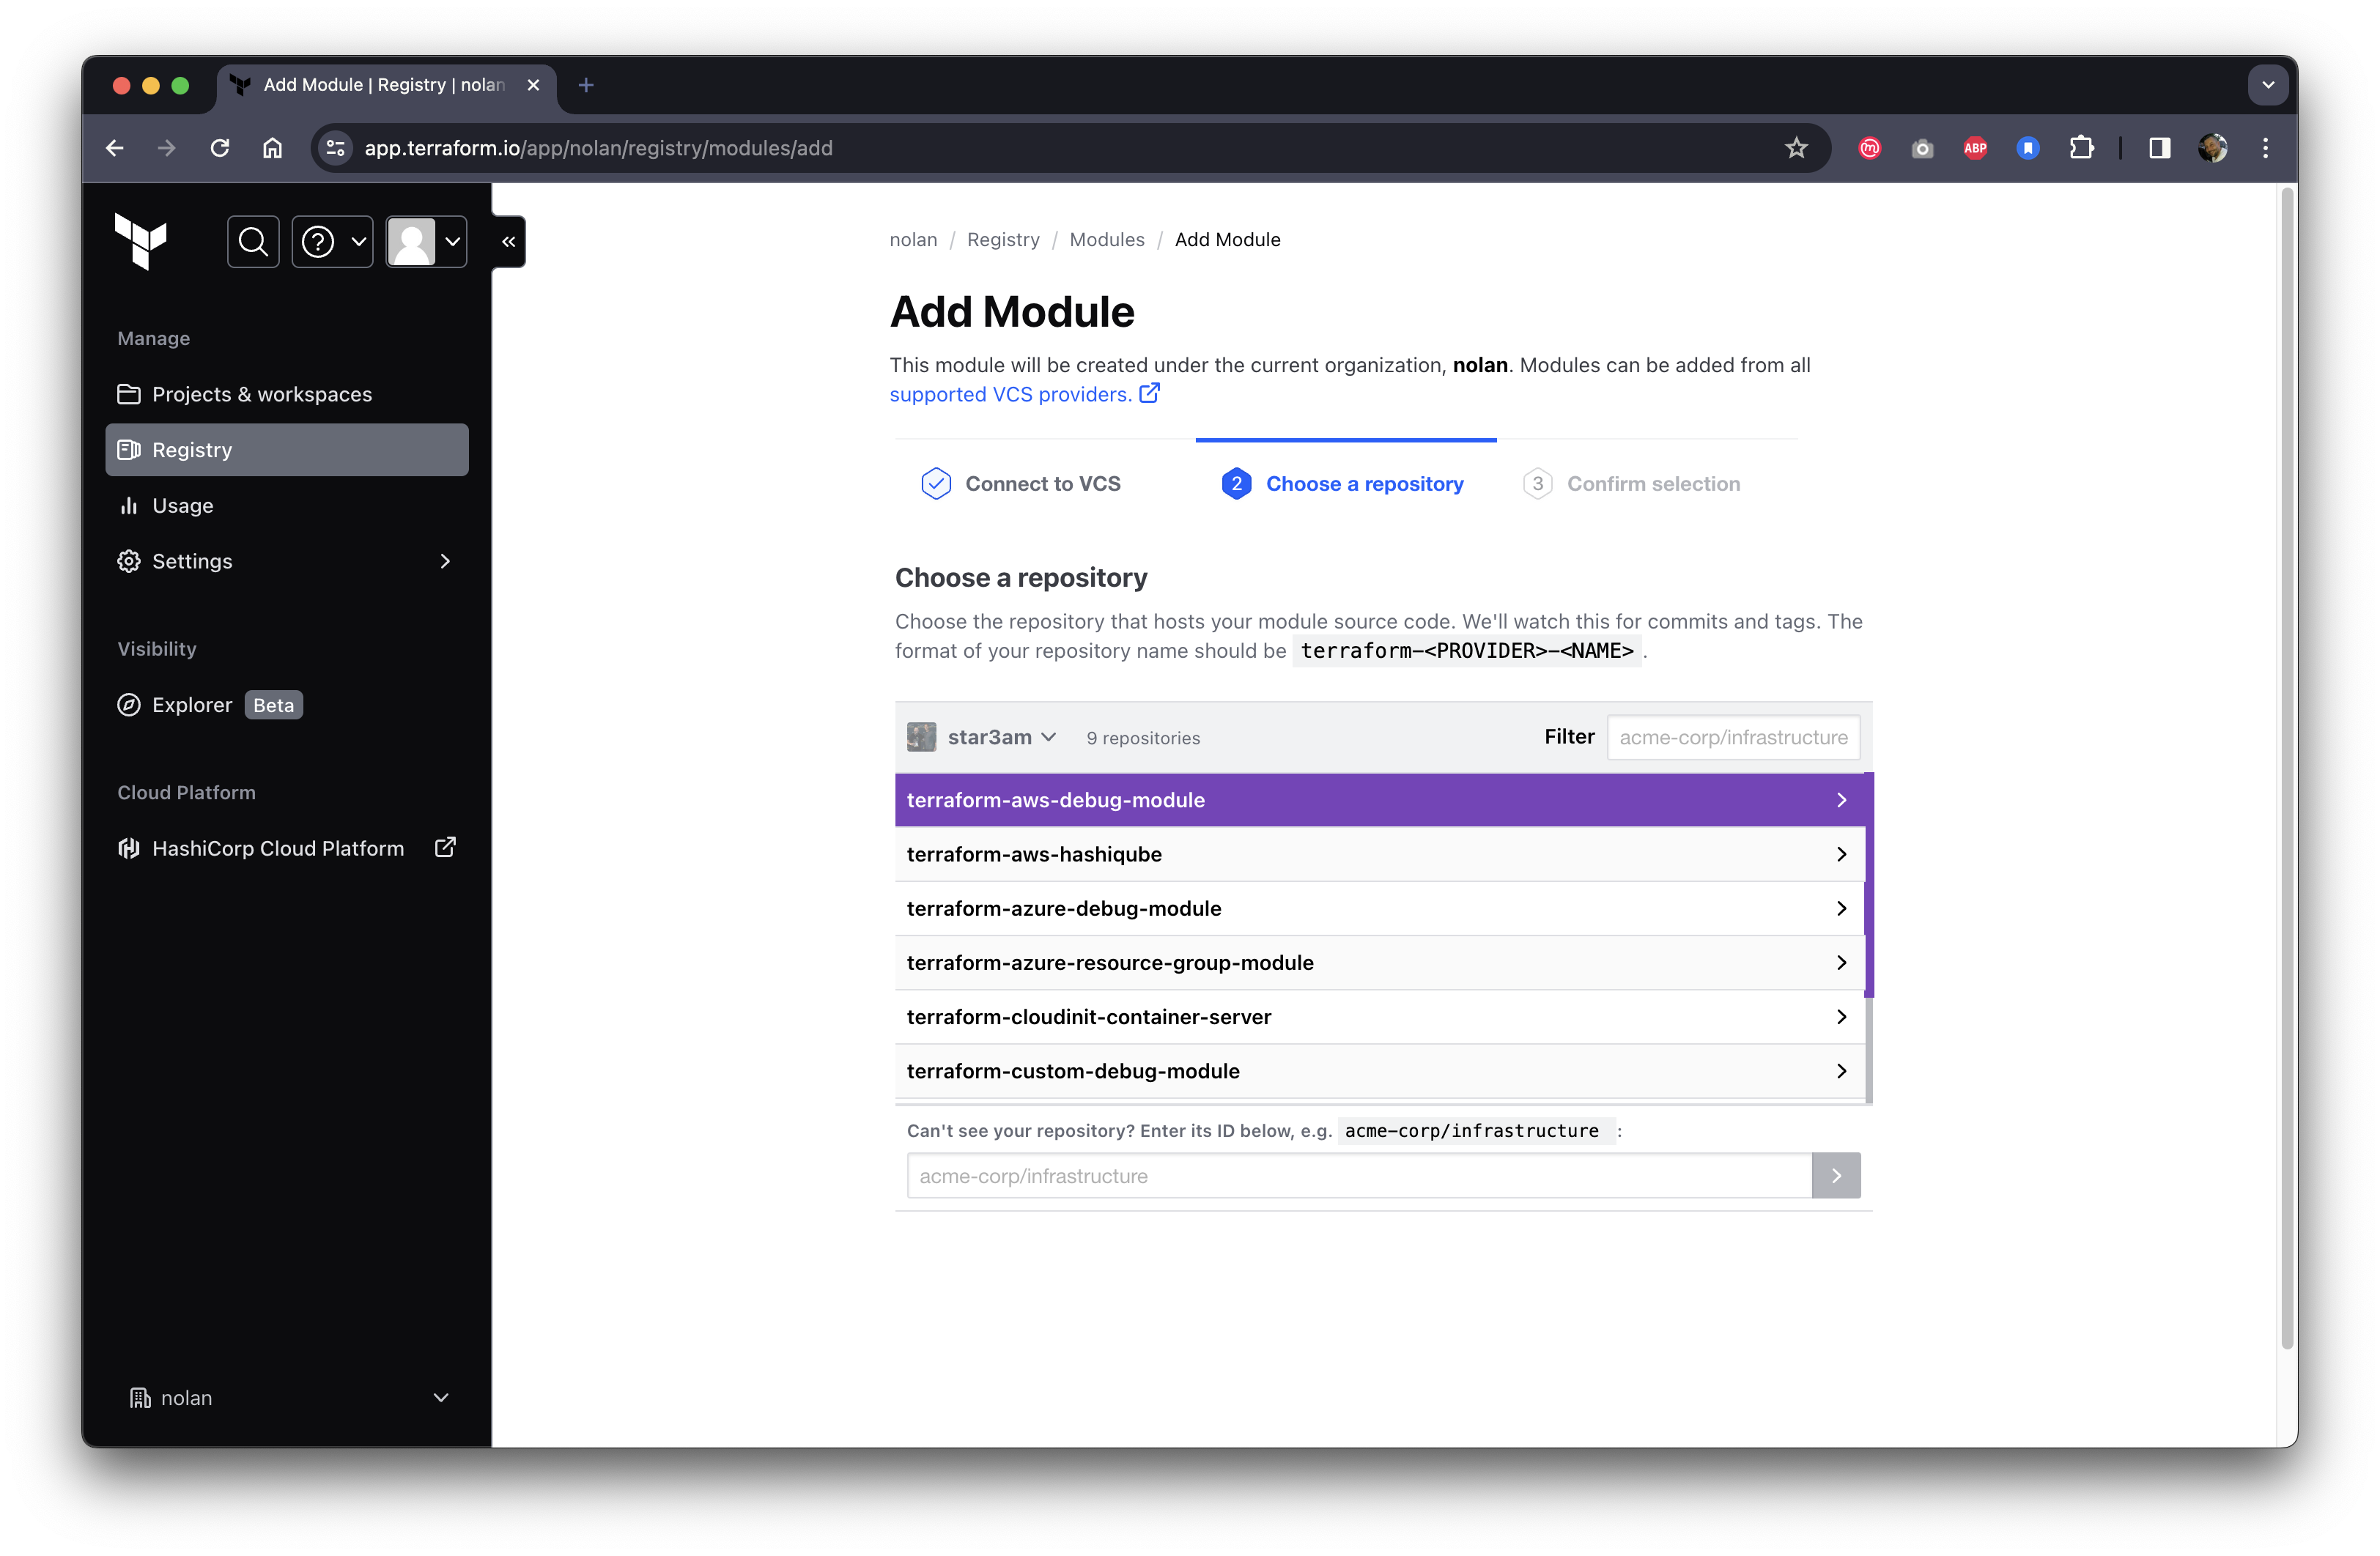 Add Module | Registry | nolan
app.terraform.io/app/nolan/registry/modules/add
ABP
Manage
Projects & workspaces
Registry
Usage
Settings
Visibility
Explorer Beta
Cloud Platform
HashiCorp Cloud Platform
nolan
nolan / Registry / Modules / Add Module
Add Module
This module will be created under the current organization, nolan. Modules can be added from all
supported VCS providers.
Connect to VCS
2 Choose a repository
3 Confirm selection
Choose a repository
Choose the repository that hosts your module source code. We'll watch this for commits and tags. The
format of your repository name should be terraform-<PROVIDER>-<NAME>.
star3am 9 repositories Filter acme-corp/infrastructure
terraform-aws-debug-module
terraform-aws-hashiqube
terraform-azure-debug-module
terraform-azure-resource-group-module
terraform-cloudinit-container-server
terraform-custom-debug-module
Can't see your repository? Enter its ID below, e.g. acme-corp/infrastructure :
acme-corp/infrastructure